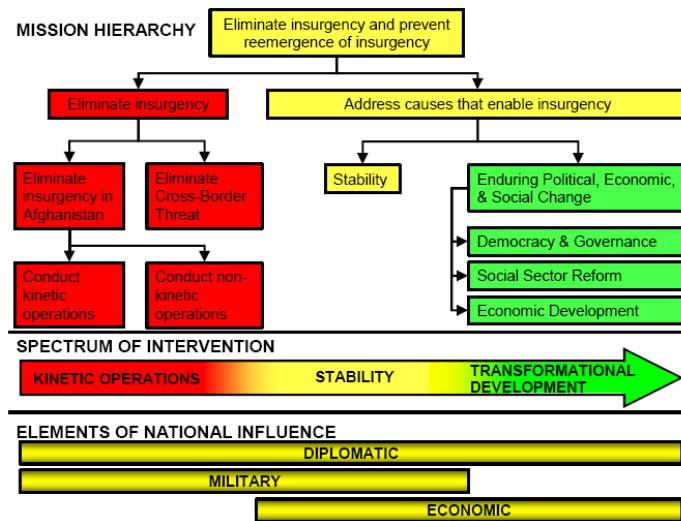 MISSION HIERARCHY
Eliminate insurgency and prevent
reemergence of insurgency
Eliminate insurgency
Address causes that enable insurgency
Eliminate
insurgency in
Afghanistan
Eliminate
Cross-Border
Threat
Stability
Enduring Political, Economic,
& Social Change
Democracy & Governance
Conduct
kinetic
operations
Conduct non-
kinetic
operations
Social Sector Reform
Economic Development
SPECTRUM OF INTERVENTION
KINETIC OPERATIONS
STABILITY
TRANSFORMATIONAL
DEVELOPMENT
ELEMENTS OF NATIONAL INFLUENCE
DIPLOMATIC
MILITARY
ECONOMIC